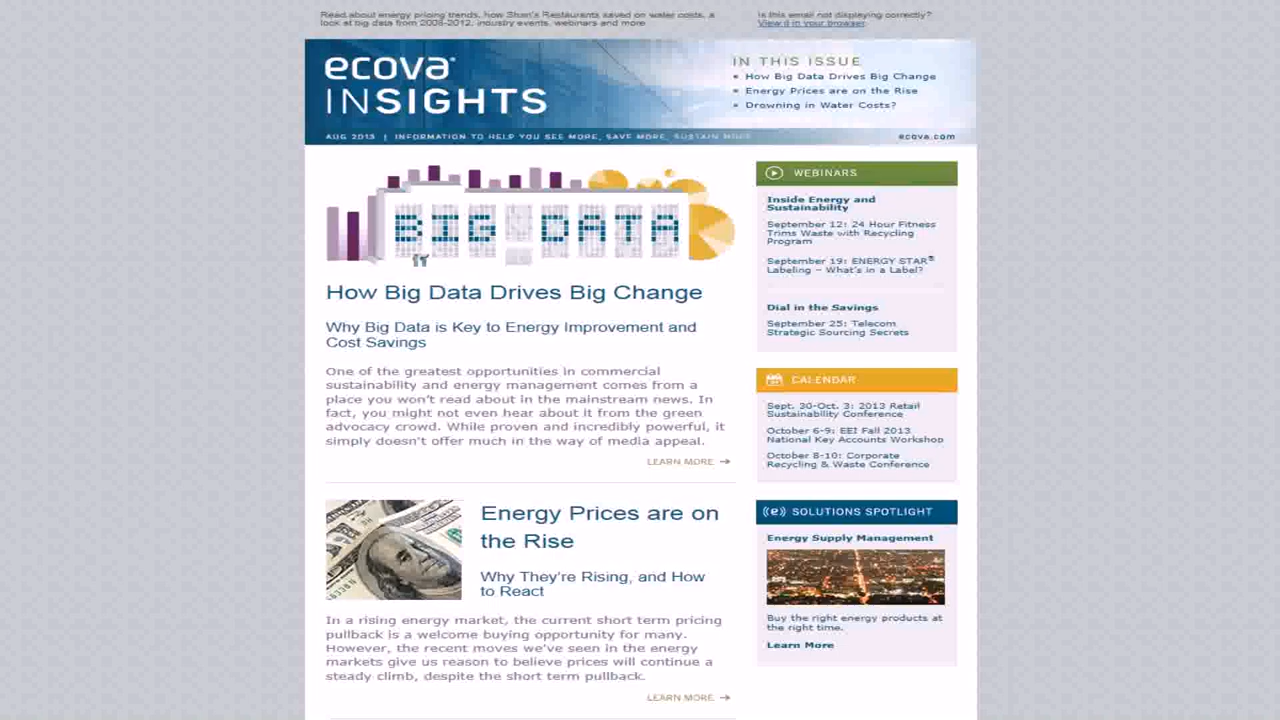 Read about energy pricing trends, how Shari's Restaurants saved on water costs, a
look at big data from 2008-2012, industry events, webinars and more
Is this email not displaying correctly?
View it in your browser.
ecova®
INSIGHTS
IN THIS ISSUE
How Big Data Drives Big Change
Energy Prices are on the Rise
Drowning in Water Costs?
AUG 2013 | INFORMATION TO HELP YOU SEE MORE, SAVE MORE, SUSTAIN MORE
ecova.com
BIG DATA
How Big Data Drives Big Change
Why Big Data is Key to Energy Improvement and
Cost Savings
One of the greatest opportunities in commercial
sustainability and energy management comes from a
place you won't read about in the mainstream news. In
fact, you might not even hear about it from the green
advocacy crowd. While proven and incredibly powerful, it
simply doesn't offer much in the way of media appeal.
LEARN MORE →
Energy Prices are on
the Rise
Why They're Rising, and How
to React
In a rising energy market, the current short term pricing
pullback is a welcome buying opportunity for many.
However, the recent moves we've seen in the energy
markets give us reason to believe prices will continue a
steady climb, despite the short term pullback.
LEARN MORE →
WEBINARS
Inside Energy and
Sustainability
September 12: 24 Hour Fitness
Trims Waste with Recycling
Program
September 19: ENERGY STAR®
Labeling – What's in a Label?
Dial in the Savings
September 25: Telecom
Strategic Sourcing Secrets
CALENDAR
Sept. 30-Oct. 3: 2013 Retail
Sustainability Conference
October 6-9: EEI Fall 2013
National Key Accounts Workshop
October 8-10: Corporate
Recycling & Waste Conference
((e)) SOLUTIONS SPOTLIGHT
Energy Supply Management
Buy the right energy products at
the right time.
Learn More